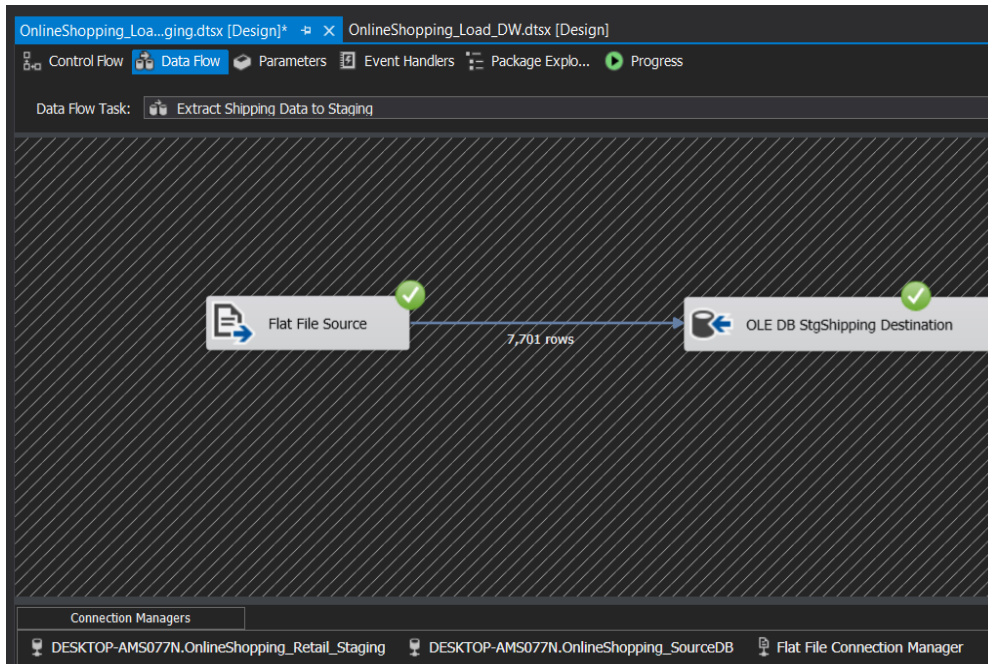 OnlineShopping_Loa...ging.dtsx [Design]* OnlineShopping_Load_DW.dtsx [Design]
Control Flow Data Flow Parameters Event Handlers Package Explo... Progress
Data Flow Task: Extract Shipping Data to Staging
Flat File Source
OLE DB StgShipping Destination
7,701 rows
Connection Managers
DESKTOP-AMS077N.OnlineShopping_Retail_Staging DESKTOP-AMS077N.OnlineShopping_SourceDB Flat File Connection Manager